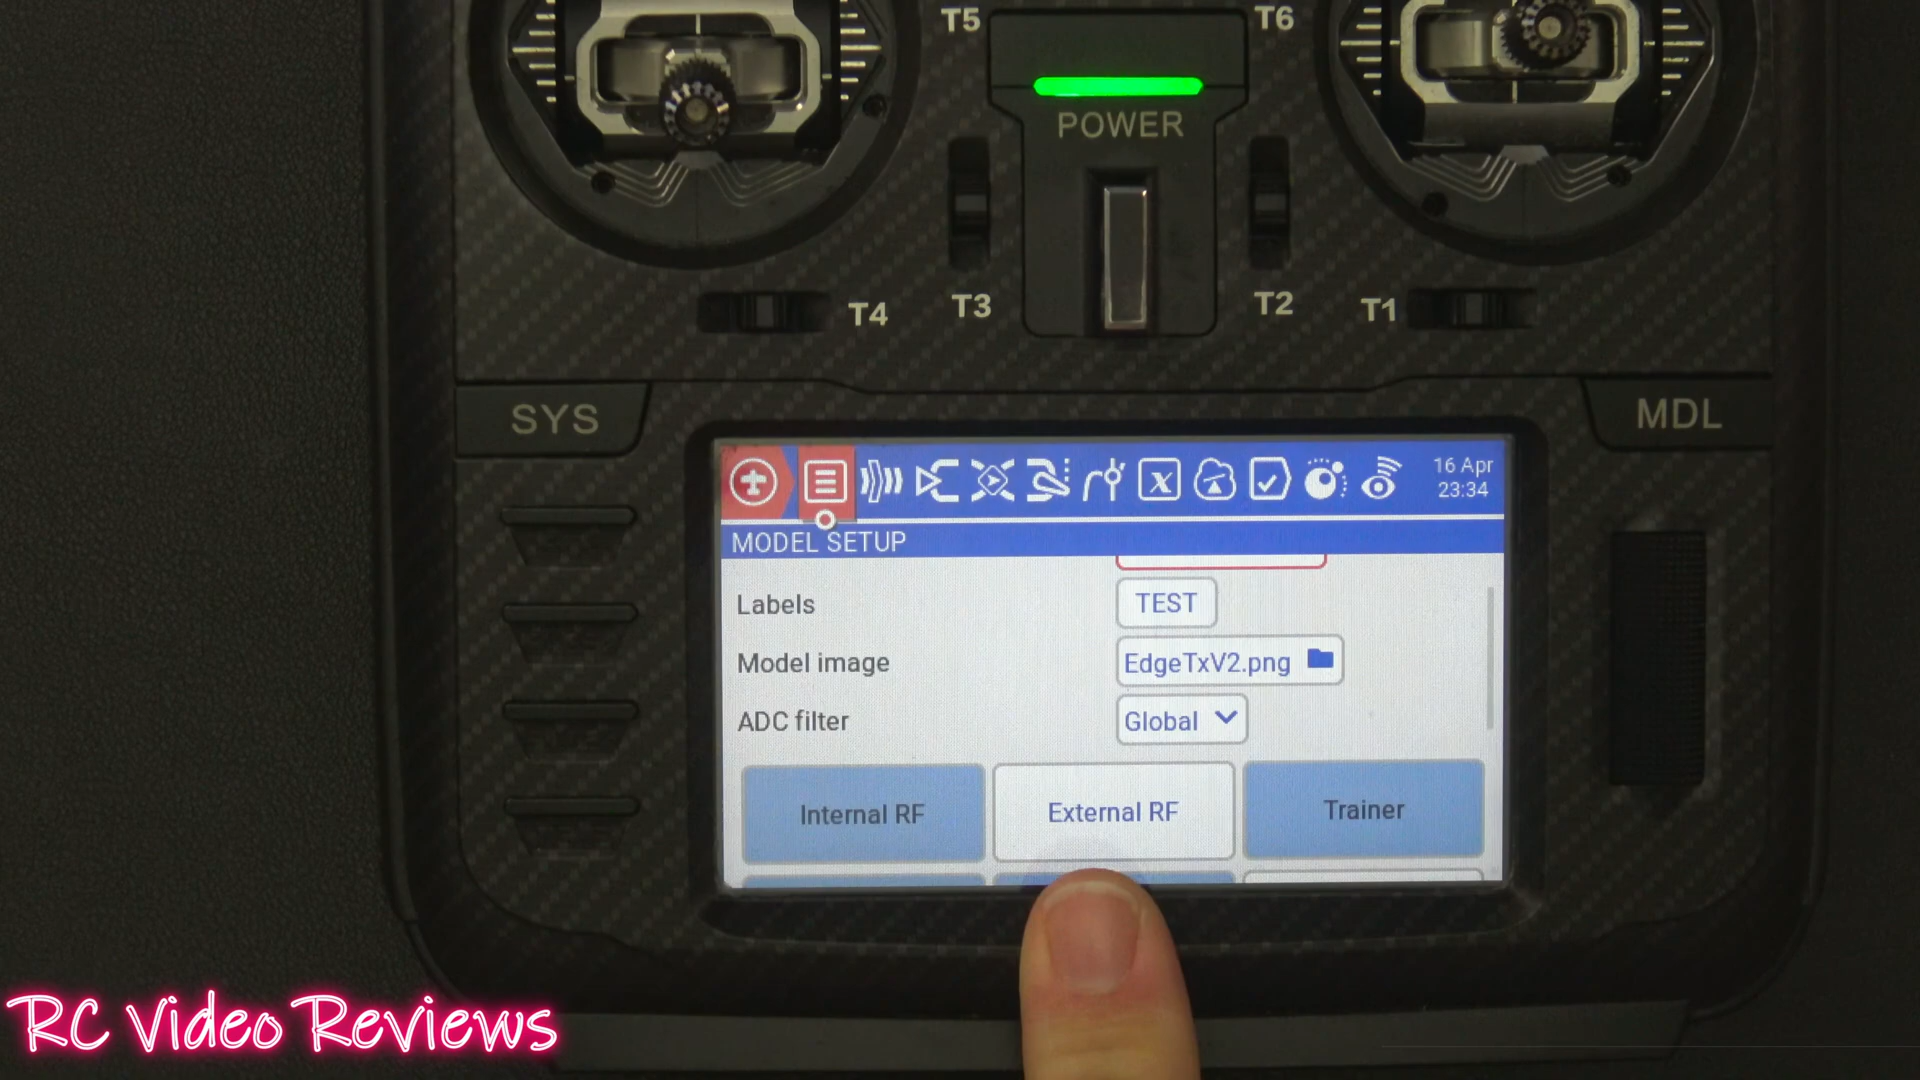 T5
T6
POWER
T4
T3
T2
T1
SYS
MDL
16 Apr
23:34
MODEL SETUP
Labels
TEST
Model image
EdgeTxV2.png
ADC filter
Global
Internal RF
External RF
Trainer
RC Video Reviews